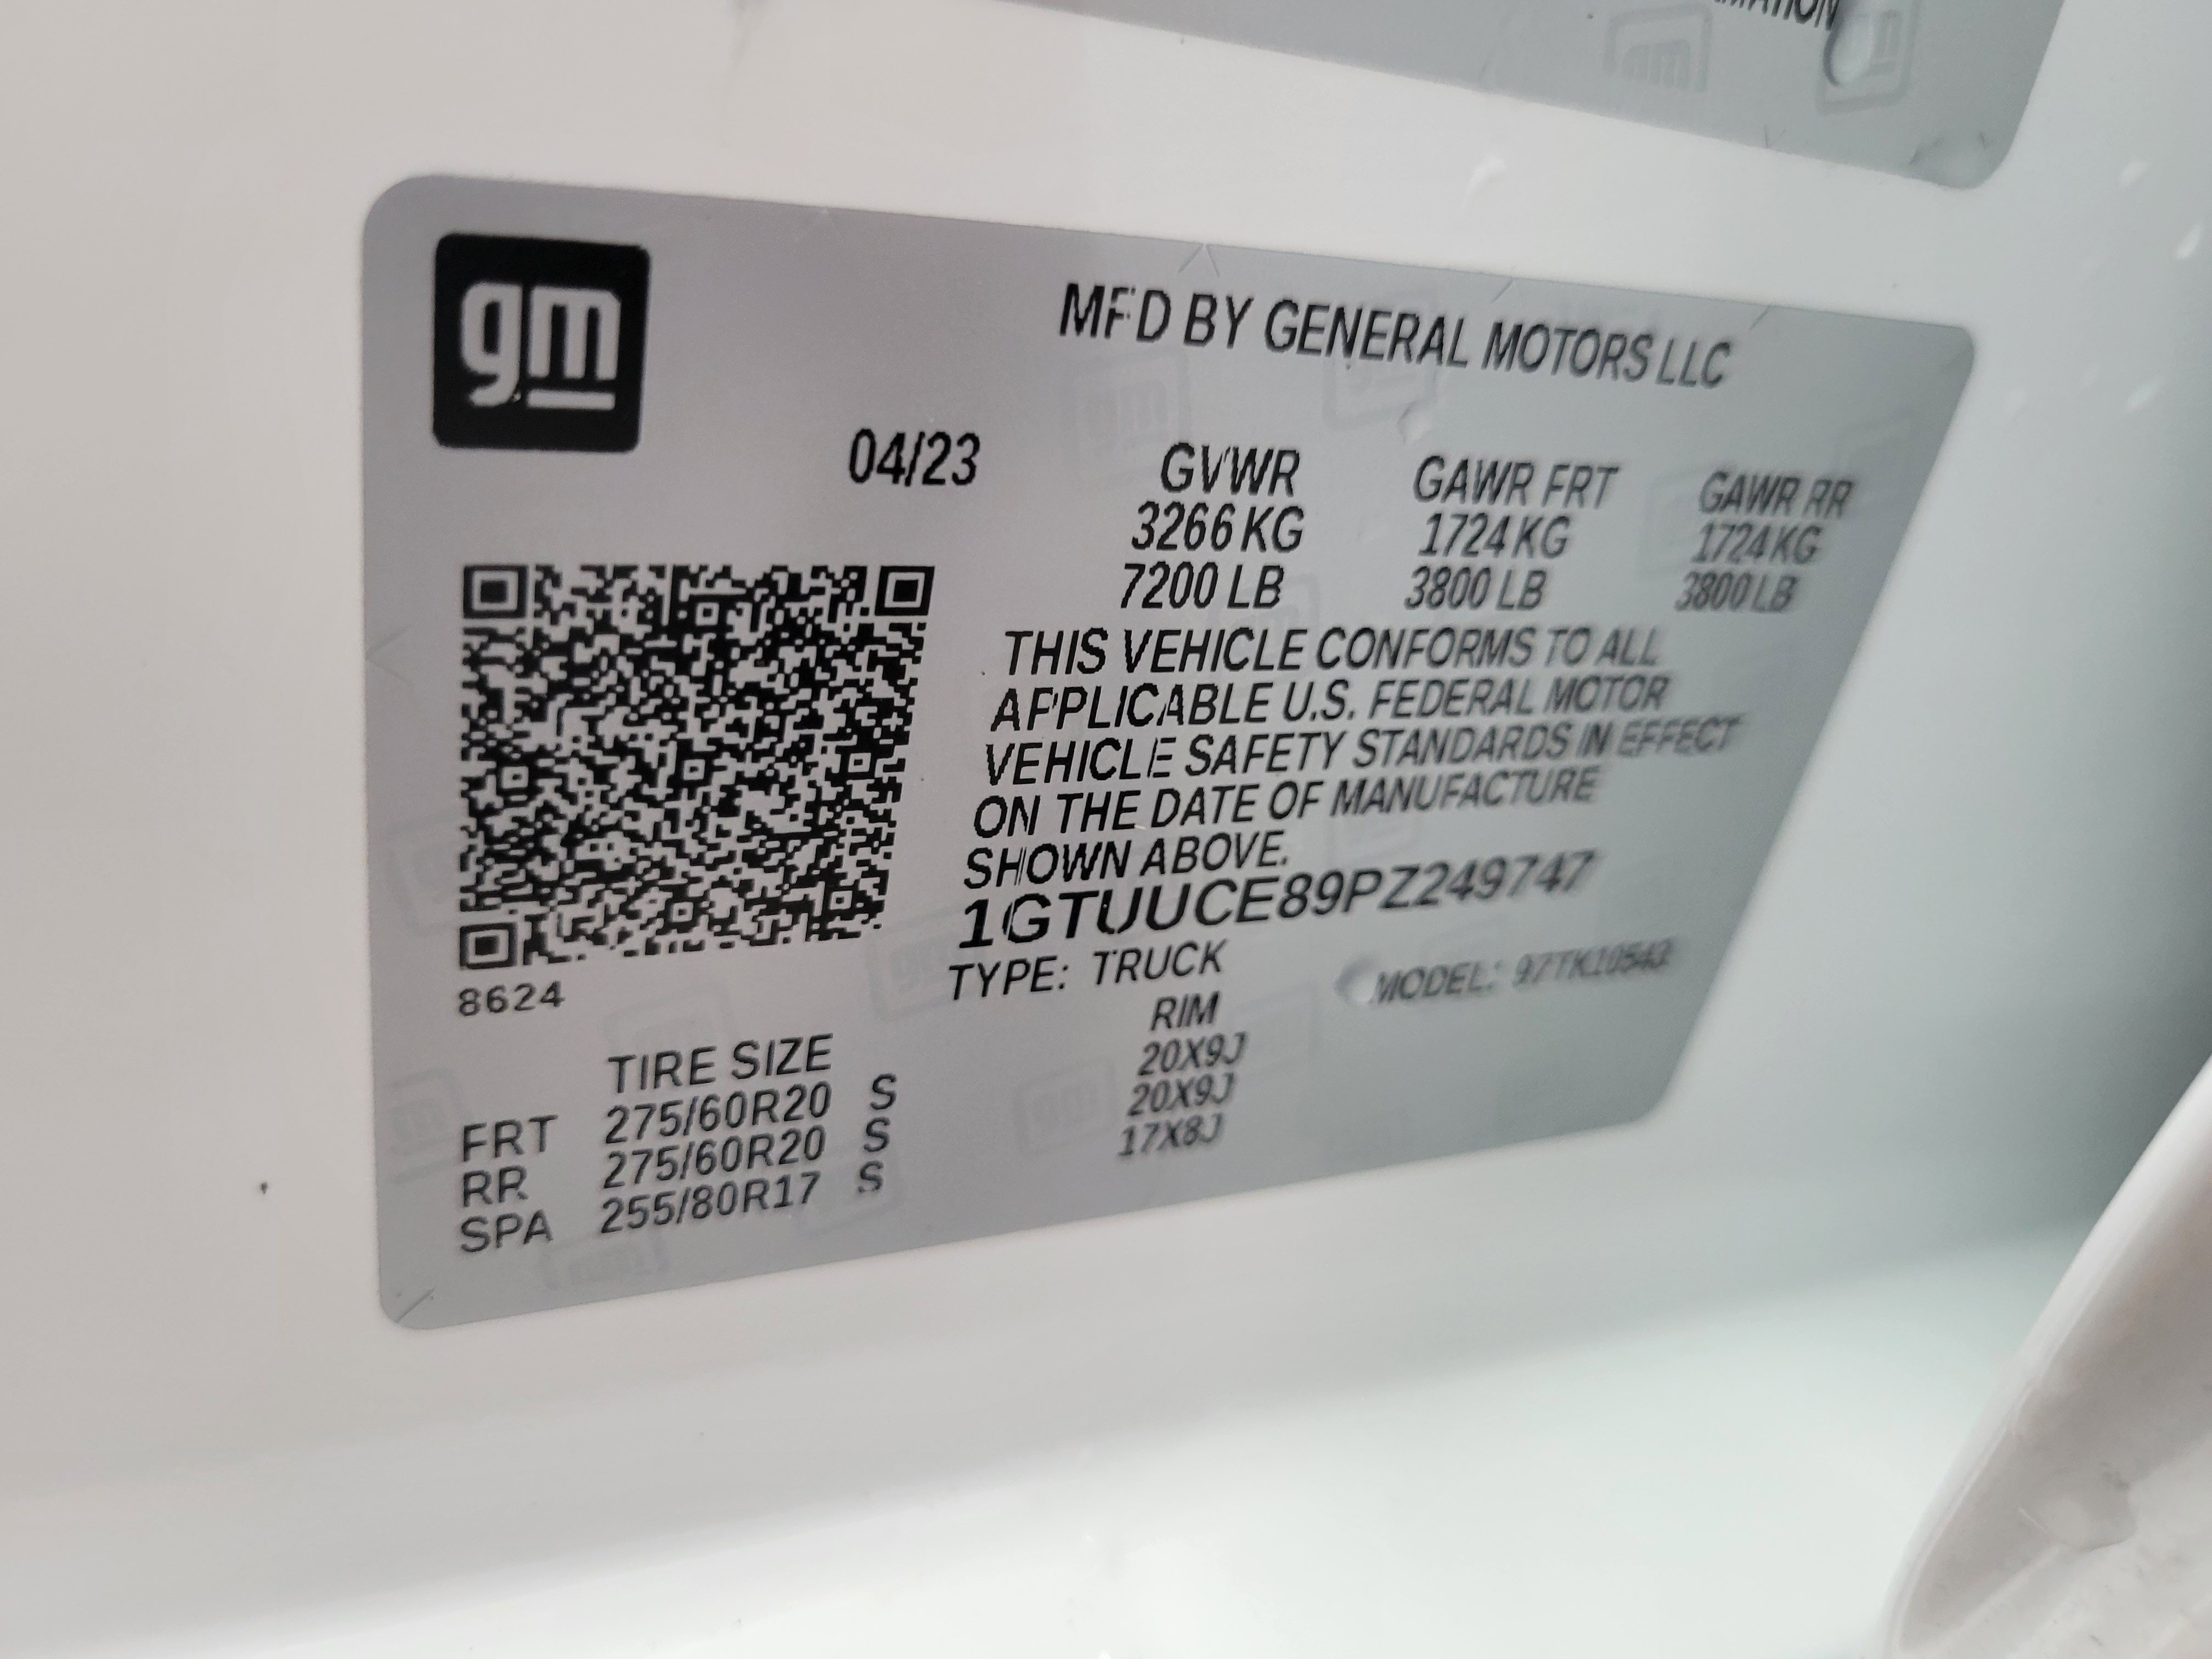 gm
MFD BY GENERAL MOTORS LLC
04/23 GVWR GAWR FRT GAWR RR
3266 KG 1724 KG 1724 KG
7200 LB 3800 LB 3800 LB
THIS VEHICLE CONFORMS TO ALL
APPLICABLE U.S. FEDERAL MOTOR
VEHICLE SAFETY STANDARDS IN EFFECT
ON THE DATE OF MANUFACTURE
SHOWN ABOVE.
1GTUUCE89PZ249747
TYPE: TRUCK MODEL:
8624
TIRE SIZE RIM
FRT 275/60R20 S 20X9J
RR 275/60R20 S 20X9J
SPA 255/80R17 S 17X8J